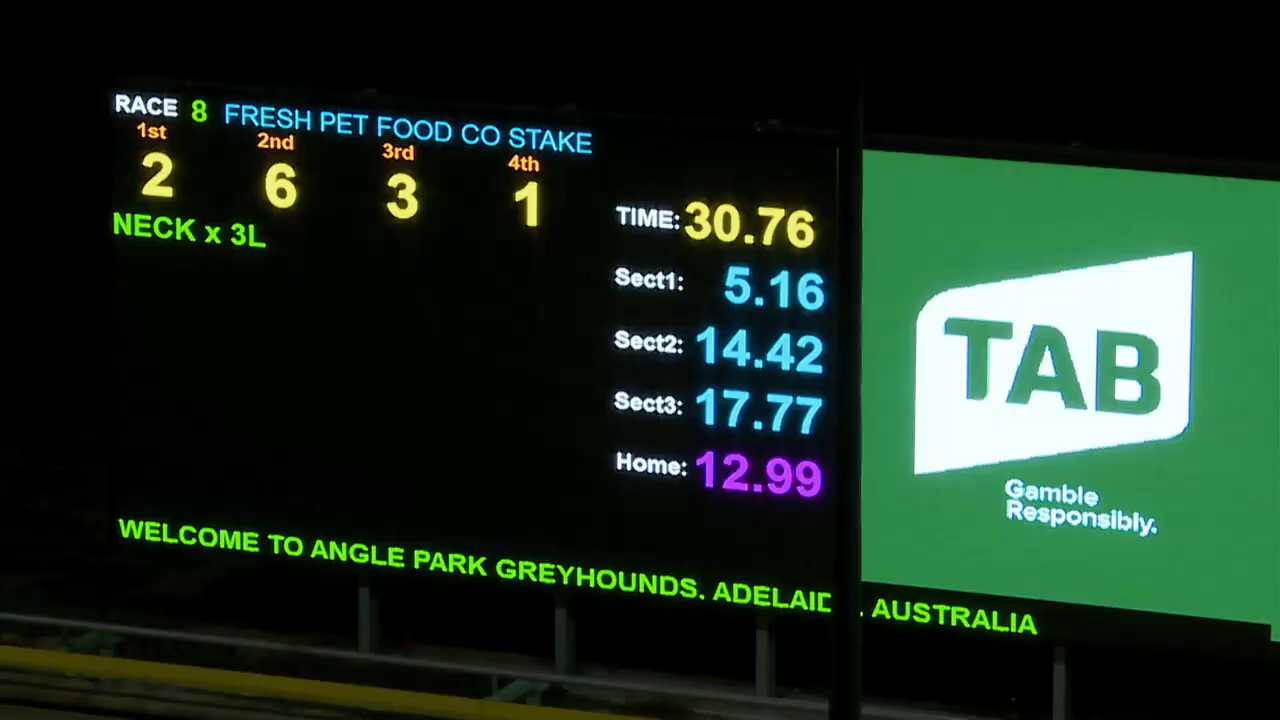 RACE 8 FRESH PET FOOD CO STAKE
1st 2nd 3rd 4th
2 6 3 1
NECK x 3L
TIME: 30.76
Sect1: 5.16
Sect2: 14.42
Sect3: 17.77
Home: 12.99
TAB
Gamble
Responsibly.
WELCOME TO ANGLE PARK GREYHOUNDS. ADELAID . AUSTRALIA